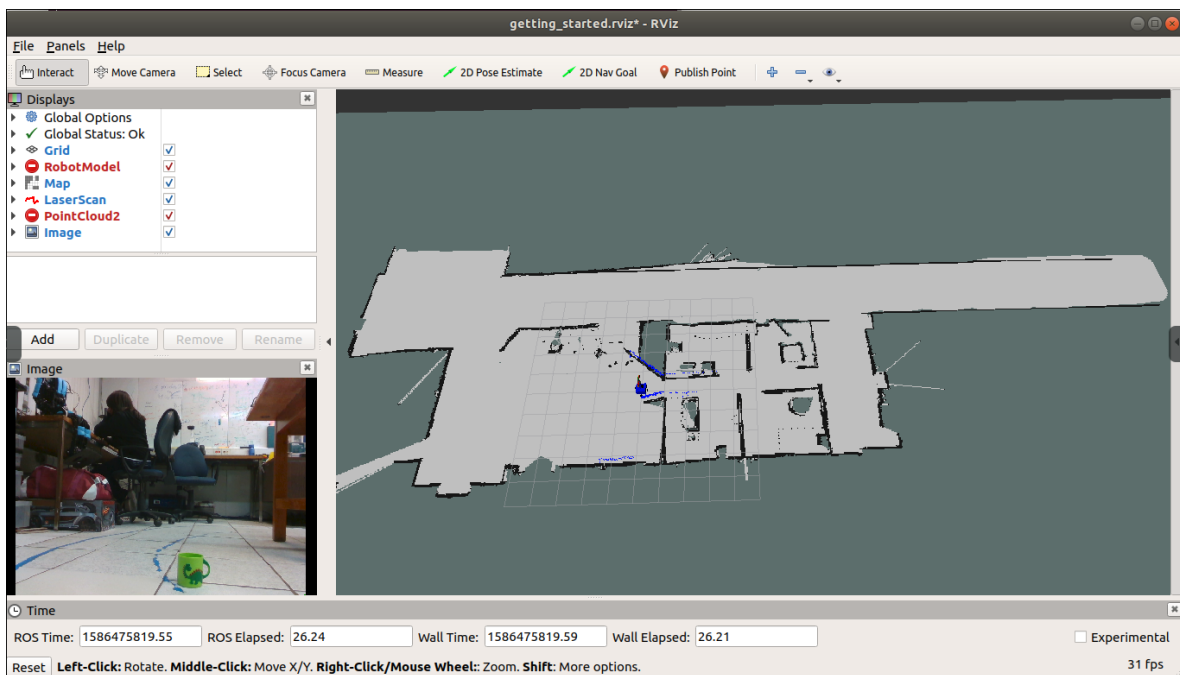 getting_started.rviz* - RViz
File Panels Help
Interact Move Camera Select Focus Camera Measure 2D Pose Estimate 2D Nav Goal Publish Point
Displays
Global Options
Global Status: Ok
Grid
RobotModel
Map
LaserScan
PointCloud2
Image
Add Duplicate Remove Rename
Image
Time
ROS Time: 1586475819.55 ROS Elapsed: 26.24 Wall Time: 1586475819.59 Wall Elapsed: 26.21 Experimental
Reset Left-Click: Rotate. Middle-Click: Move X/Y. Right-Click/Mouse Wheel:: Zoom. Shift: More options. 31 fps